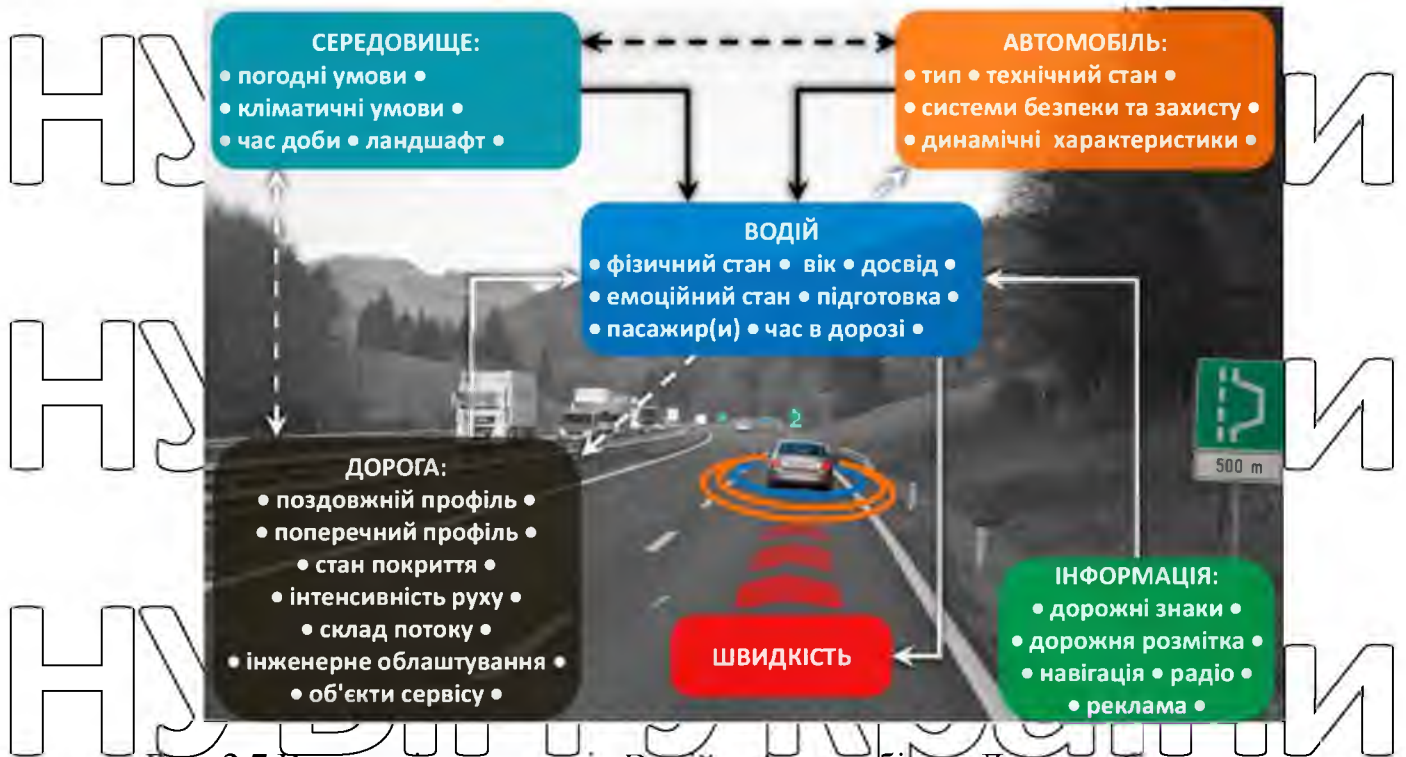 СЕРЕДОВИЩЕ:
• погодні умови •
• кліматичні умови •
• час доби • ландшафт •
АВТОМОБІЛЬ:
• тип • технічний стан •
• системи безпеки та захисту •
• динамічні характеристики •
ВОДІЙ
• фізичний стан • вік • досвід •
• емоційний стан • підготовка •
• пасажир(и) • час в дорозі •
2
500 m
ДОРОГА:
• поздовжній профіль •
• поперечний профіль •
• стан покриття •
• інтенсивність руху •
• склад потоку •
• інженерне облаштування •
• об'єкти сервісу •
ШВИДКІСТЬ
ІНФОРМАЦІЯ:
• дорожні знаки •
• дорожня розмітка •
• навігація • радіо •
• реклама •